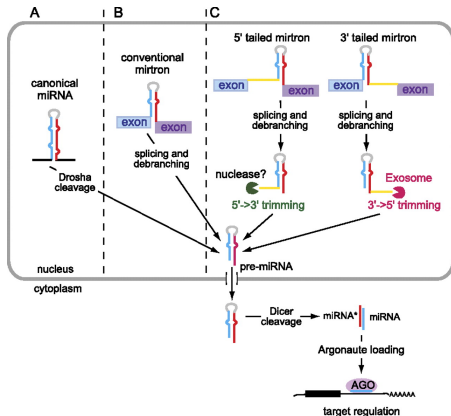 A
B
C
5' tailed mirtron
3' tailed mirtron
conventional
mirtron
canonical
miRNA
exon
exon
exon
exon
exon
exon
splicing and
debranching
splicing and
debranching
splicing and
debranching
Drosha
cleavage
nuclease?
Exosome
5'->3' trimming
3'->5' trimming
pre-miRNA
nucleus
cytoplasm
Dicer
cleavage
miRNA*
miRNA
Argonaute loading
AGO
target regulation